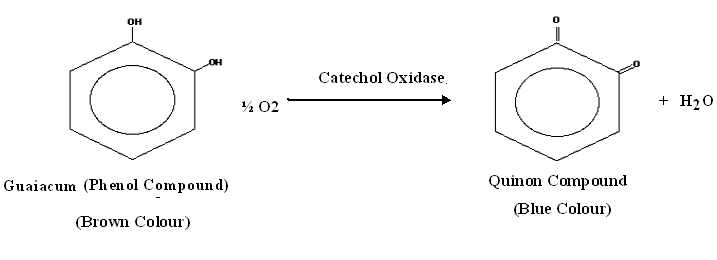 OH
OH
½ O2
Catechol Oxidase.
O
O
+ H2O
Guaiacum (Phenol Compound)
(Brown Colour)
Quinon Compound
(Blue Colour)